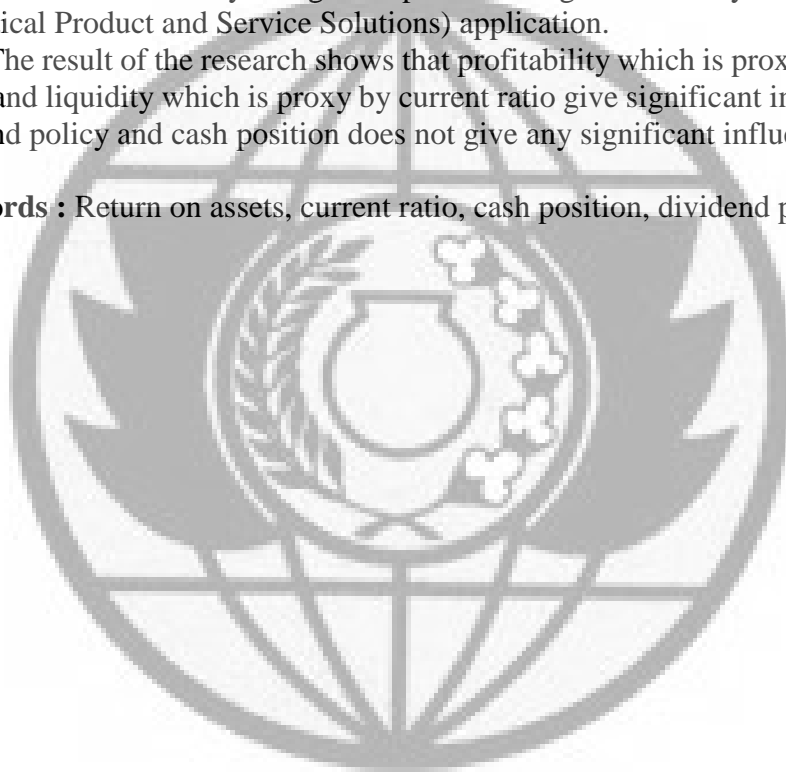 ical Product and Service Solutions) application.
The result of the research shows that profitability which is prox
and liquidity which is proxy by current ratio give significant in
nd policy and cash position does not give any significant influe
ords : Return on assets, current ratio, cash position, dividend p